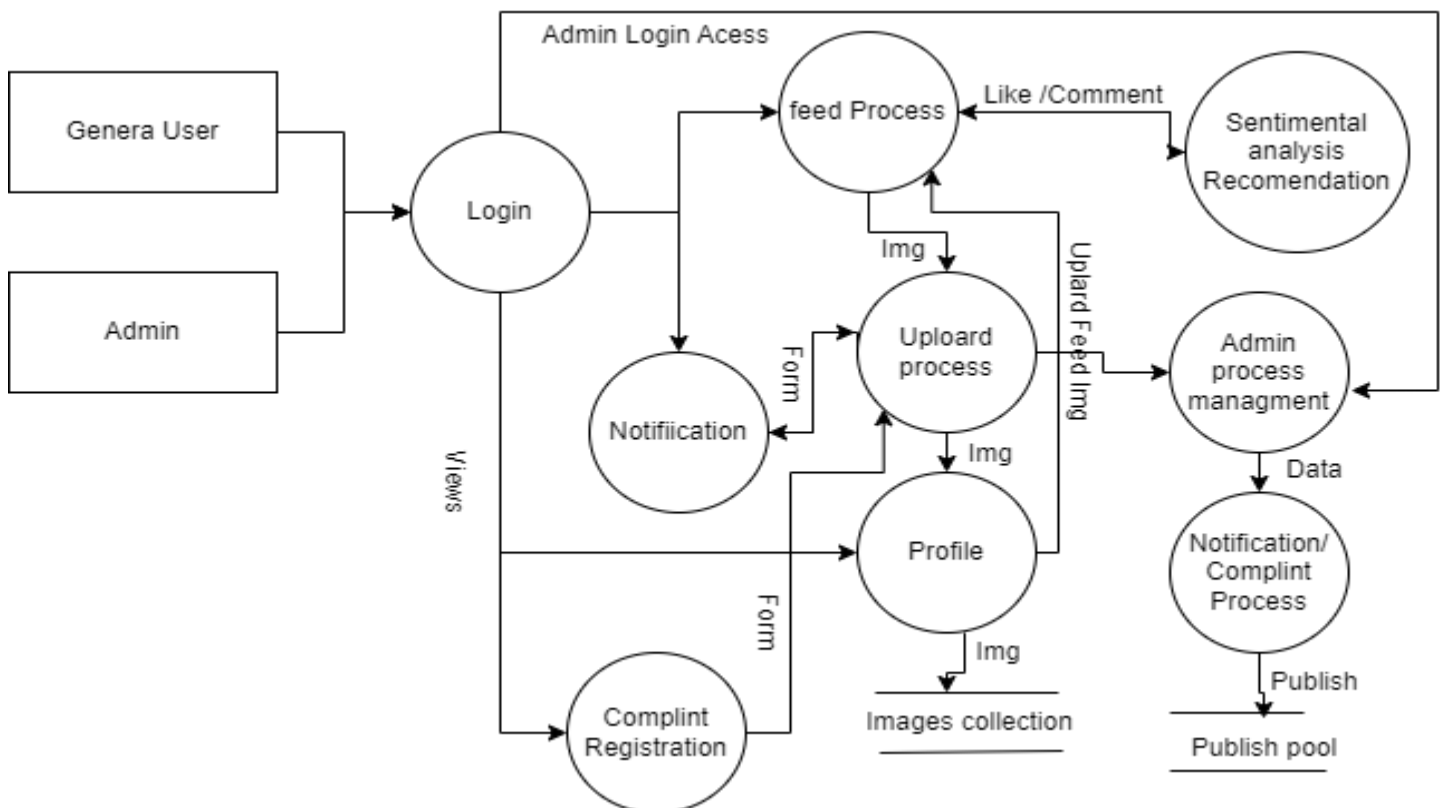 Admin Login Acess
Genera User
feed Process
Like /Comment
Sentimental
analysis
Recomendation
Login
Img
Uplard Feed Img
Admin
Uploard
process
Form
Admin
process
managment
Notifiication
Views
Img
Data
Profile
Notification/
Complint
Process
Form
Img
Publish
Complint
Registration
Images collection
Publish pool